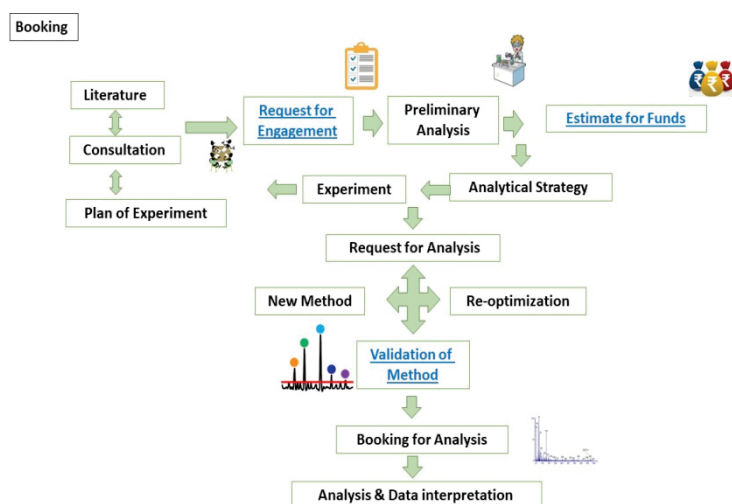 Booking
Literature
Consultation
Plan of Experiment
Request for
Engagement
Preliminary
Analysis
Estimate for Funds
Analytical Strategy
Experiment
Request for Analysis
New Method
Re-optimization
Validation of
Method
Booking for Analysis
Analysis & Data interpretation